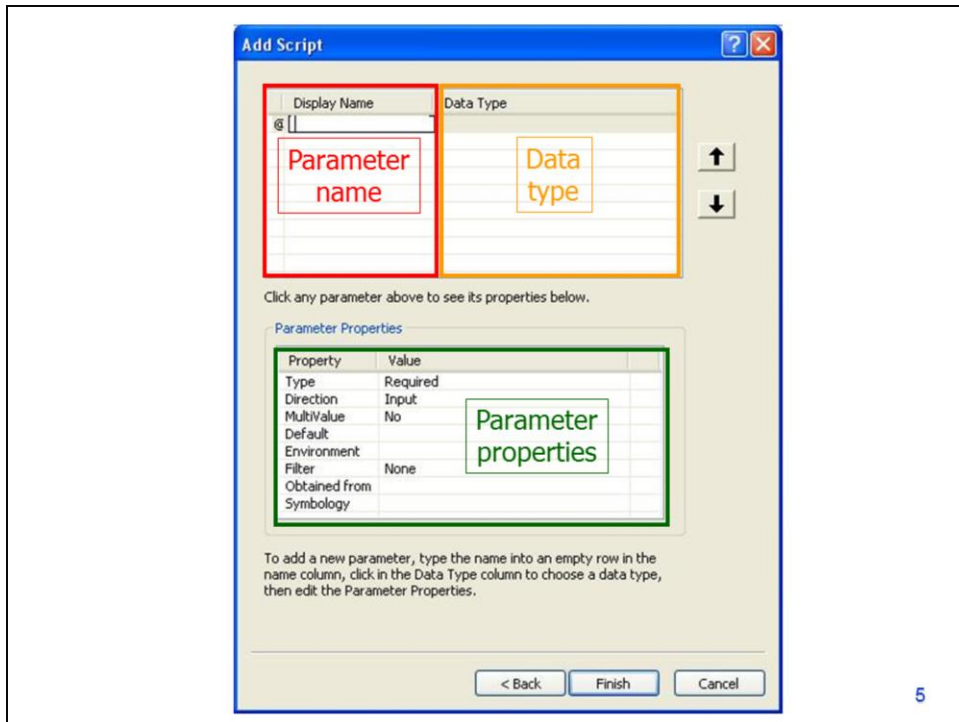 Add Script
Display Name Data Type
Parameter
name
Data
type
Click any parameter above to see its properties below.
Parameter Properties
Property Value
Type Required
Direction Input
MultiValue No
Default
Environment
Filter None
Obtained from
Symbology
Parameter
properties
To add a new parameter, type the name into an empty row in the
name column, click in the Data Type column to choose a data type,
then edit the Parameter Properties.
< Back Finish Cancel
5